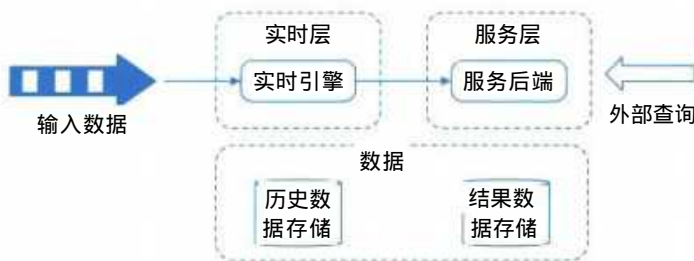 实时层
服务层
实时引擎
服务后端
输入数据
外部查询
数据
历史数
据存储
结果数
据存储